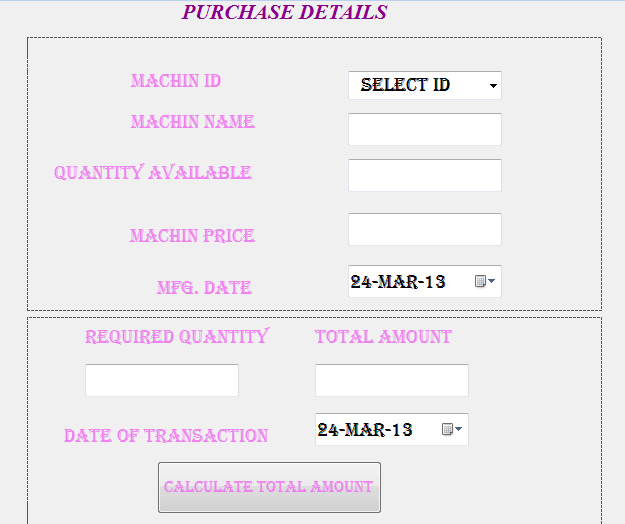 PURCHASE DETAILS
MACHIN ID SELECT ID
MACHIN NAME
QUANTITY AVAILABLE
MACHIN PRICE
MFG. DATE 24-MAR-13
REQUIRED QUANTITY TOTAL AMOUNT
DATE OF TRANSACTION 24-MAR-13
CALCULATE TOTAL AMOUNT